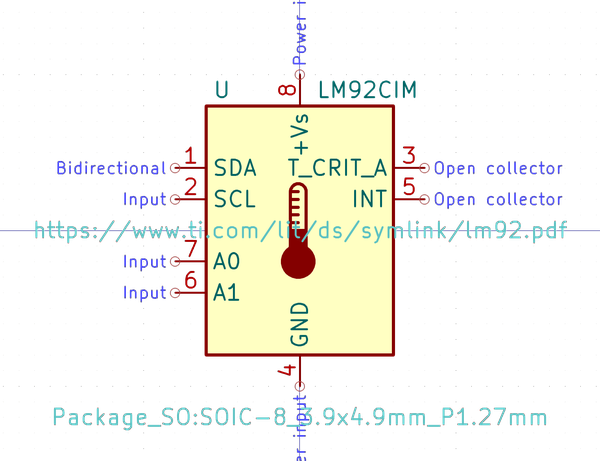 Power i
8
U
LM92CIM
+Vs
Bidirectional
1
SDA
T_CRIT_A
3
Open collector
Input
2
SCL
INT
5
Open collector
https://www.ti.com/lit/ds/symlink/lm92.pdf
Input
7
A0
Input
6
A1
GND
4
er input
Package_SO:SOIC-8_3.9x4.9mm_P1.27mm